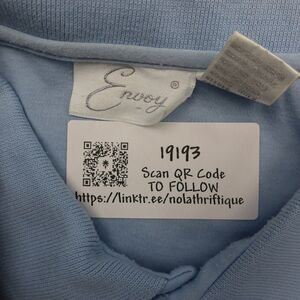 Envoy ®
19193
Scan QR Code
TO FOLLOW
https://linktr.ee/nolathriftique